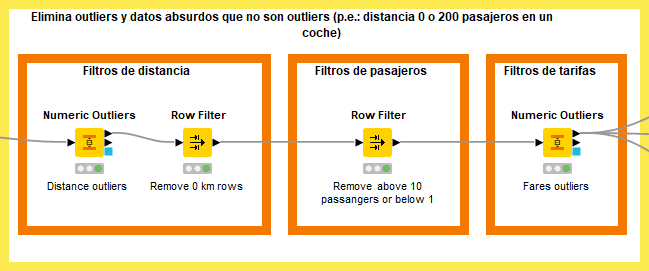 Elimina outliers y datos absurdos que no son outliers (p.e.: distancia 0 o 200 pasajeros en un
coche)
Filtros de distancia
Numeric Outliers
Row Filter
Distance outliers
Remove 0 km rows
Filtros de pasajeros
Row Filter
Remove above 10
passangers or below 1
Filtros de tarifas
Numeric Outliers
Fares outliers